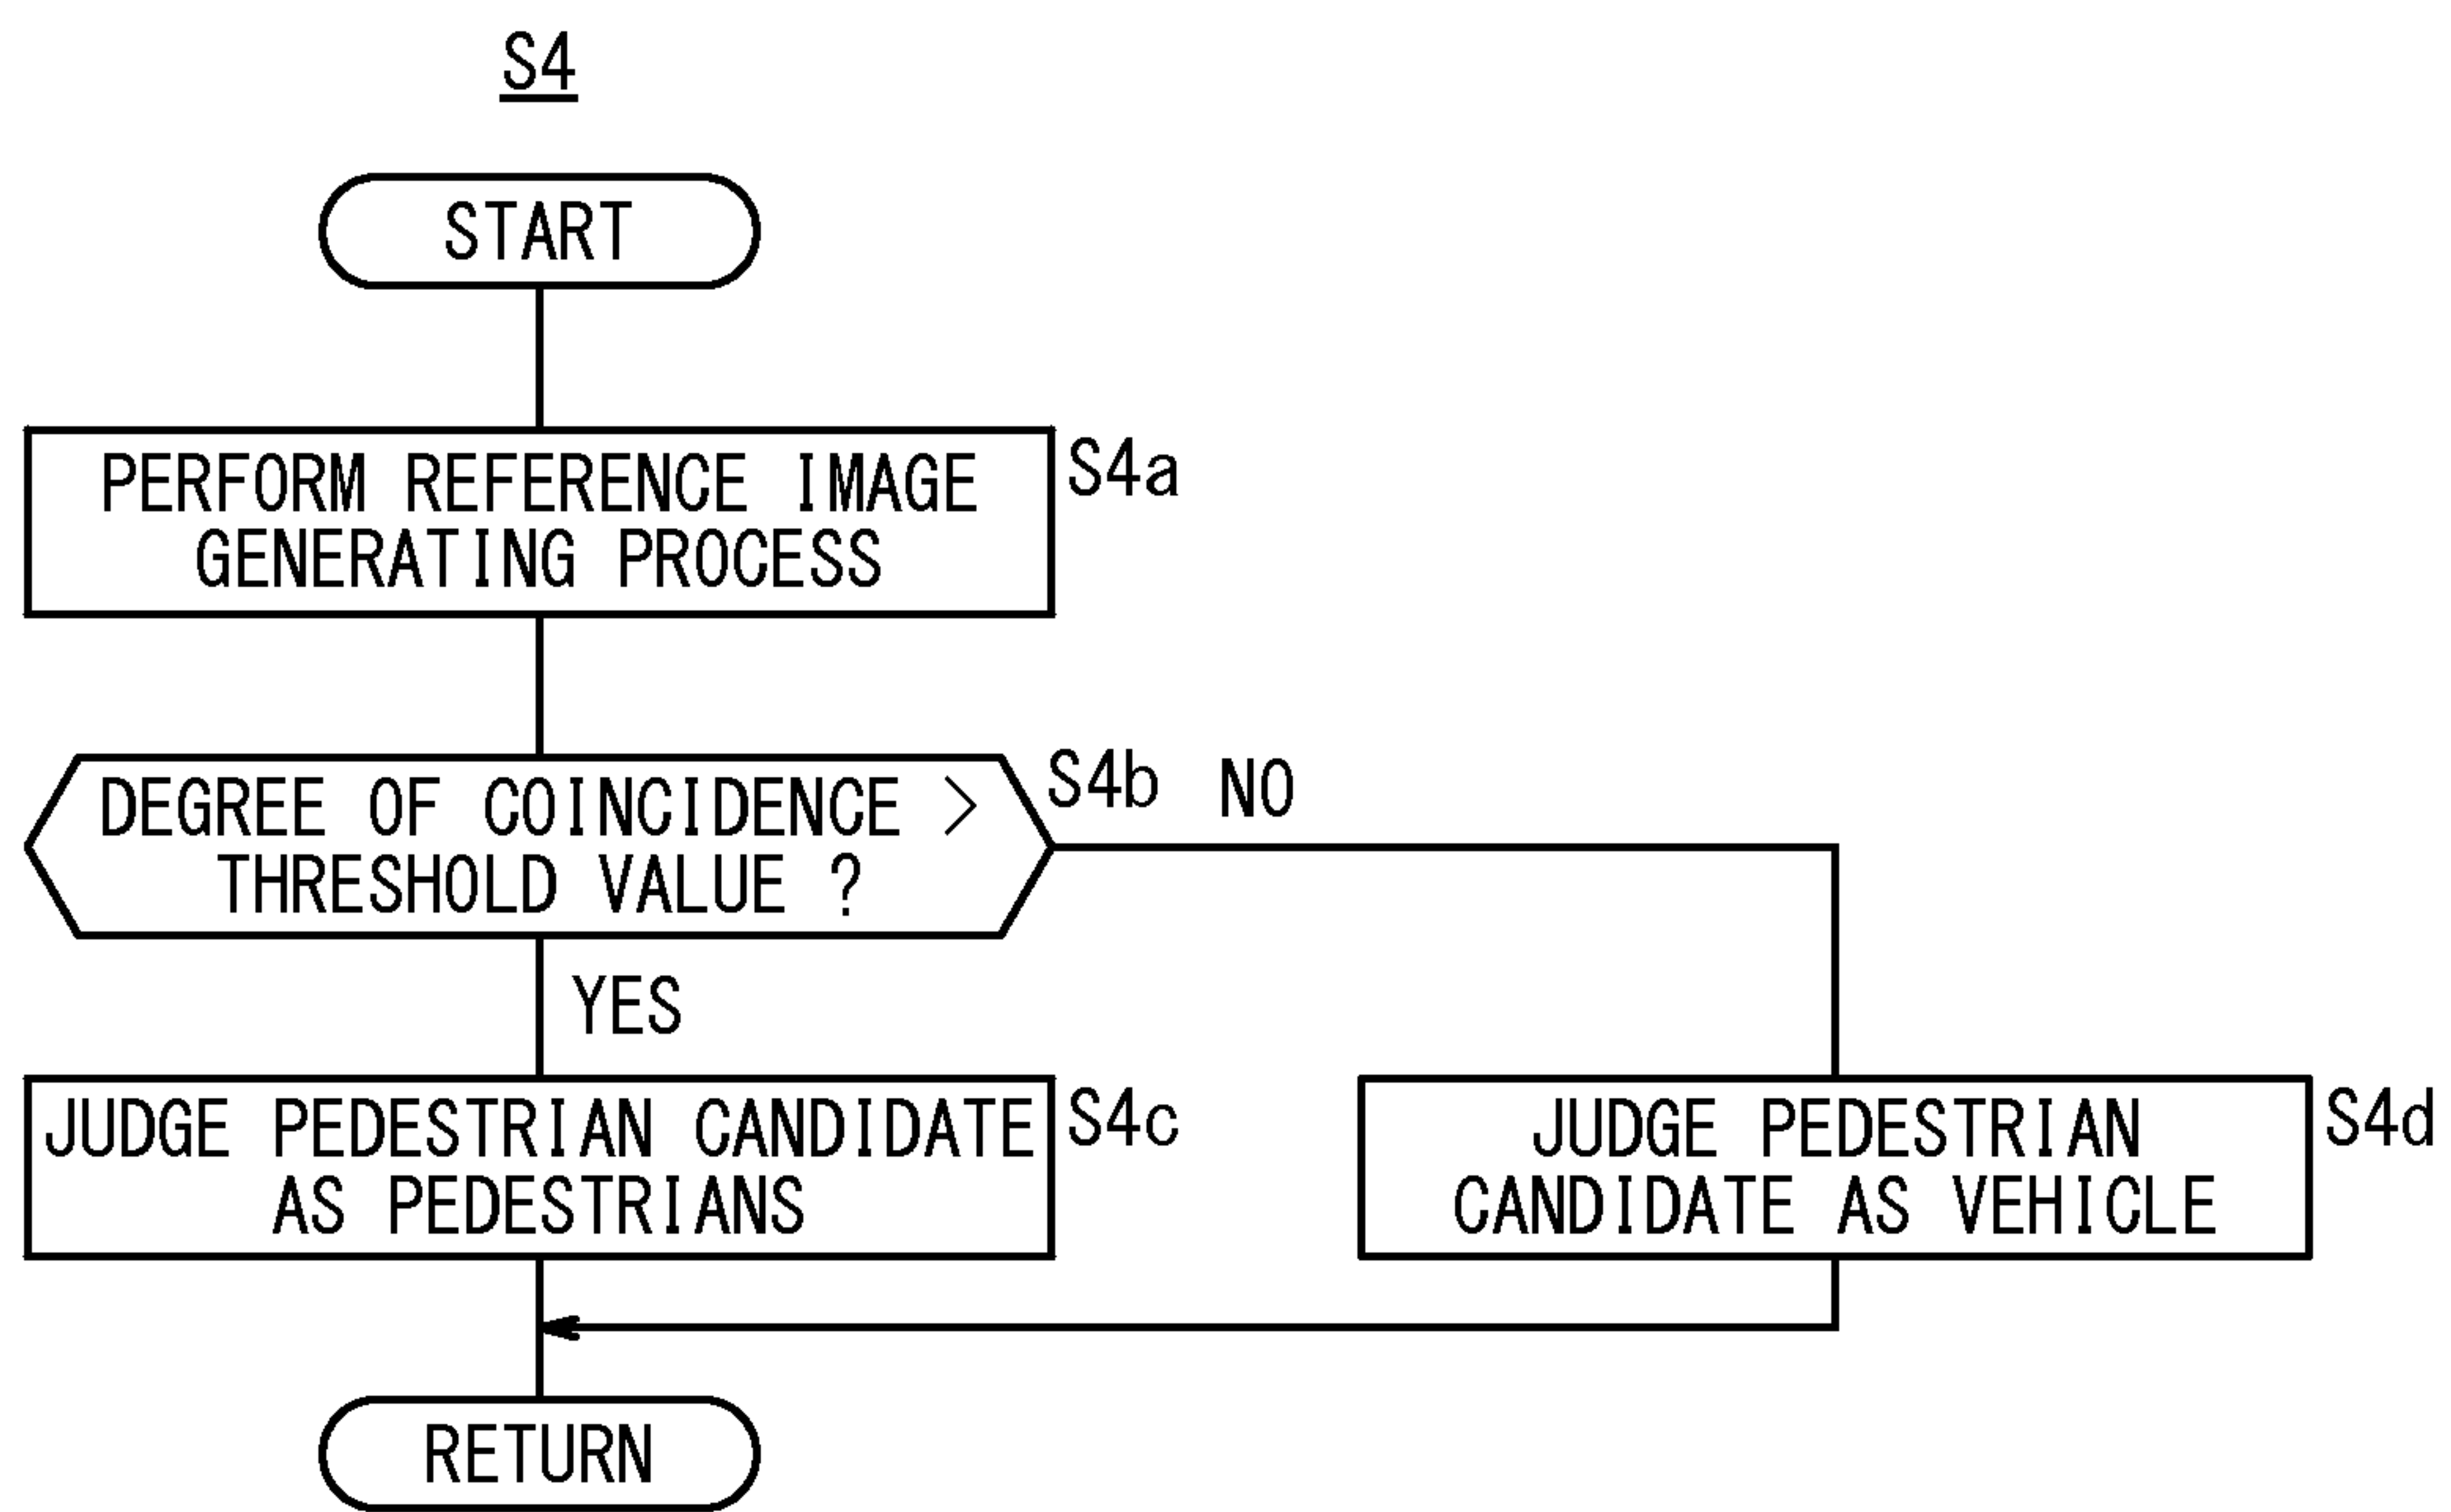 S4
START
PERFORM REFERENCE IMAGE
GENERATING PROCESS
S4a
DEGREE OF COINCIDENCE >
THRESHOLD VALUE ?
S4b
NO
YES
JUDGE PEDESTRIAN CANDIDATE
AS PEDESTRIANS
S4c
JUDGE PEDESTRIAN
CANDIDATE AS VEHICLE
S4d
RETURN